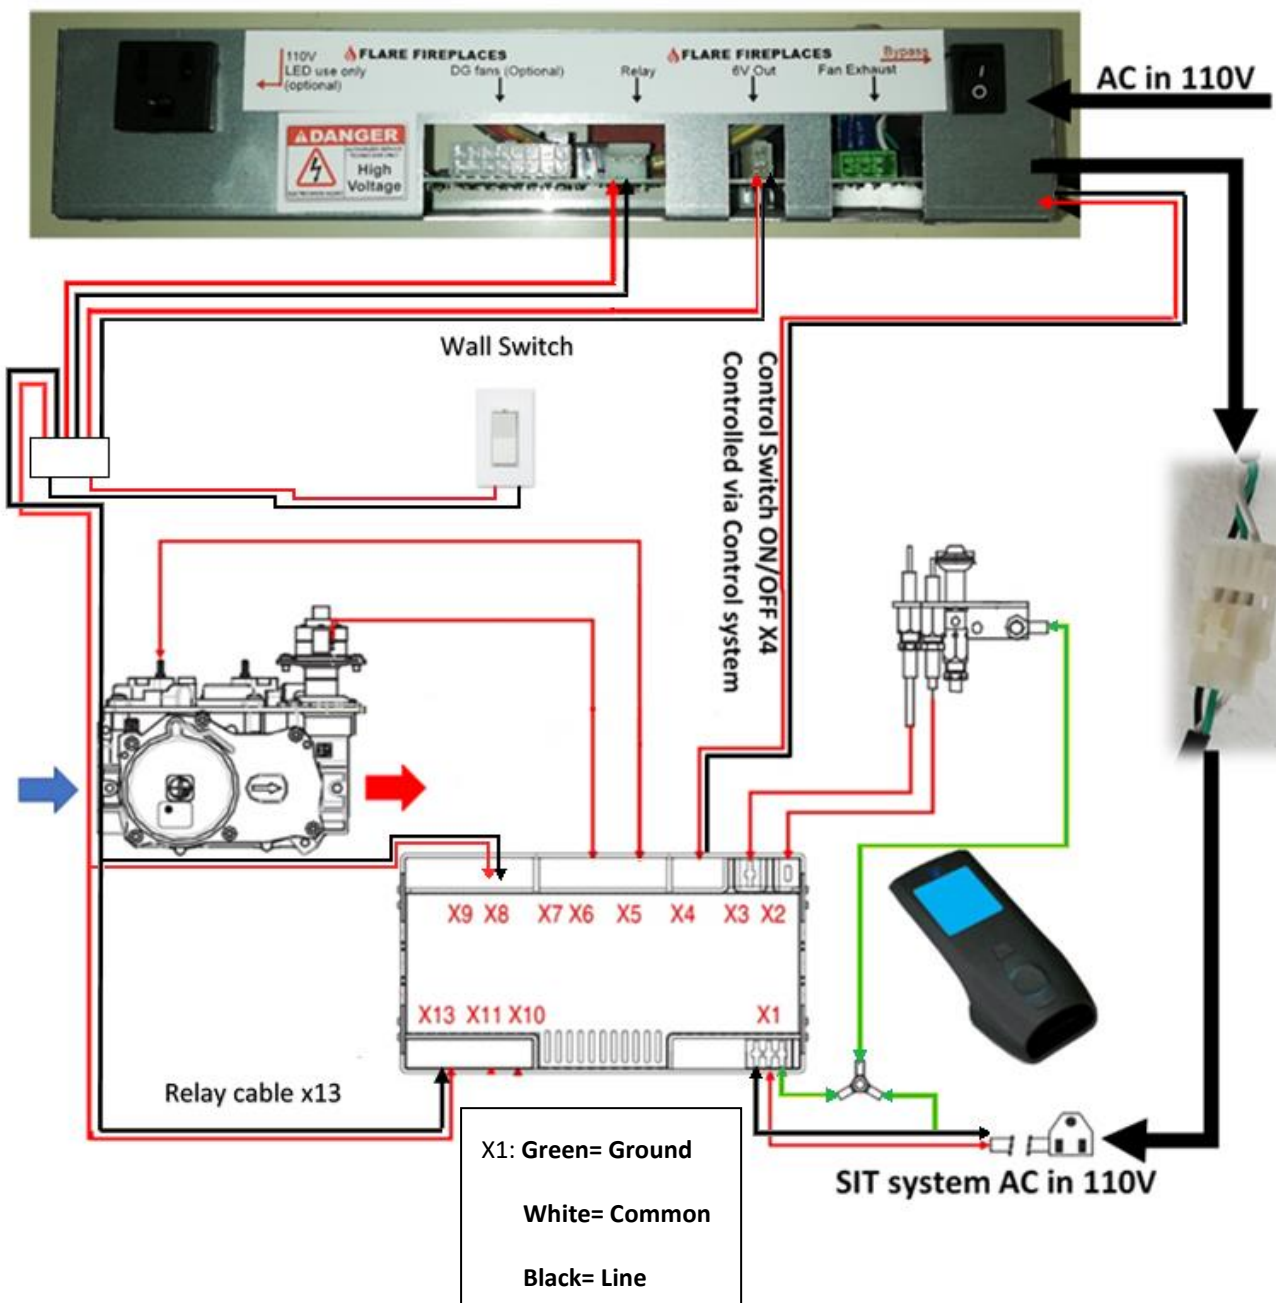 110V
LED use only
(optional)
FLARE FIREPLACES
DG fans (Optional)
Relay
FLARE FIREPLACES
6V Out
Fan Exhaust
Bypass
AC in 110V
DANGER
High
Voltage
Wall Switch
Control Switch ON/OFF X4
Controlled via Control system
X9 X8 X7 X6 X5 X4 X3 X2
X13 X11 X10 X1
Relay cable x13
X1: Green= Ground
White= Common
Black= Line
SIT system AC in 110V